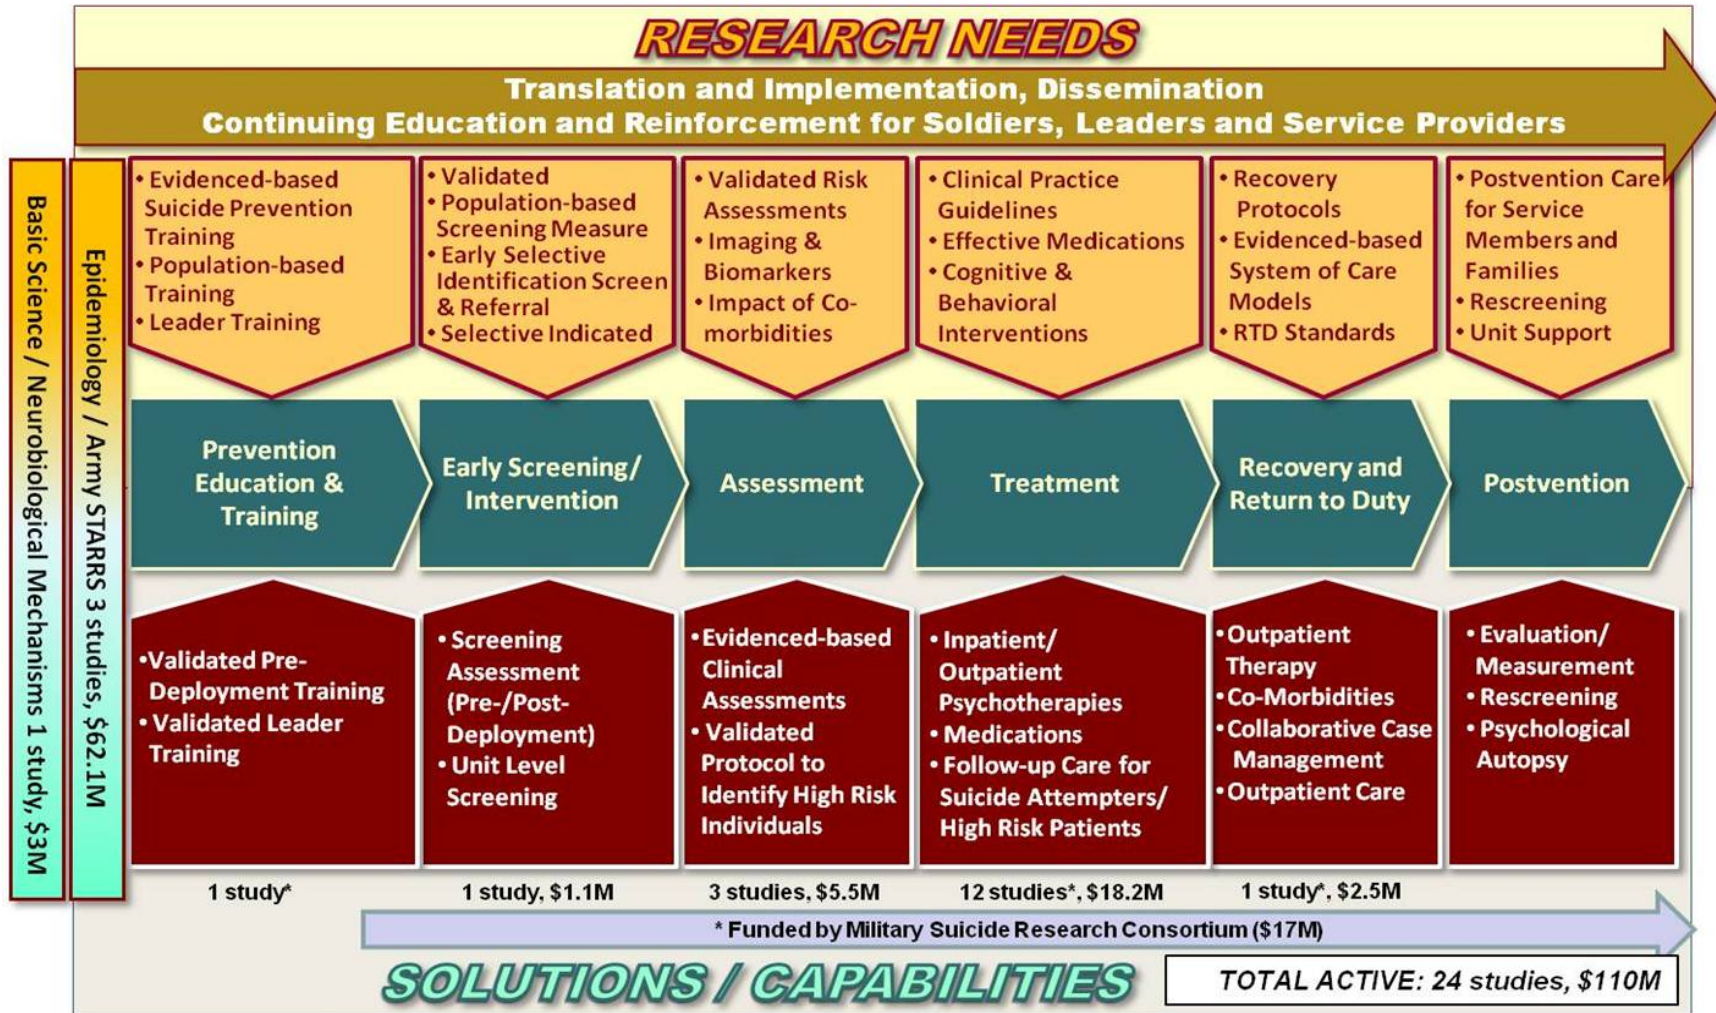 RESEARCH NEEDS
Translation and Implementation, Dissemination
Continuing Education and Reinforcement for Soldiers, Leaders and Service Providers
Basic Science / Neurobiological Mechanisms 1 study, $3M
Epidemiology / Army STARRS 3 studies, $62.1M
• Evidenced-based
Suicide Prevention
Training
• Population-based
Training
• Leader Training
• Validated
• Population-based
Screening Measure
• Early Selective
Identification Screen
& Referral
• Selective Indicated
• Validated Risk
Assessments
• Imaging &
Biomarkers
• Impact of Co-
morbidities
• Clinical Practice
Guidelines
• Effective Medications
• Cognitive &
Behavioral
Interventions
• Recovery
Protocols
• Evidenced-based
System of Care
Models
• RTD Standards
• Postvention Care
for Service
Members and
Families
• Rescreening
• Unit Support
Prevention
Education &
Training
Early Screening/
Intervention
Assessment
Treatment
Recovery and
Return to Duty
Postvention
• Validated Pre-
Deployment Training
• Validated Leader
Training
• Screening
Assessment
(Pre-/Post-
Deployment)
• Unit Level
Screening
• Evidenced-based
Clinical
Assessments
• Validated
Protocol to
Identify High Risk
Individuals
• Inpatient/
Outpatient
Psychotherapies
• Medications
• Follow-up Care for
Suicide Attempters/
High Risk Patients
• Outpatient
Therapy
• Co-Morbidities
• Collaborative Case
Management
• Outpatient Care
• Evaluation/
Measurement
• Rescreening
• Psychological
Autopsy
1 study*
1 study, $1.1M
3 studies, $5.5M
12 studies*, $18.2M
1 study*, $2.5M
* Funded by Military Suicide Research Consortium ($17M)
SOLUTIONS / CAPABILITIES
TOTAL ACTIVE: 24 studies, $110M